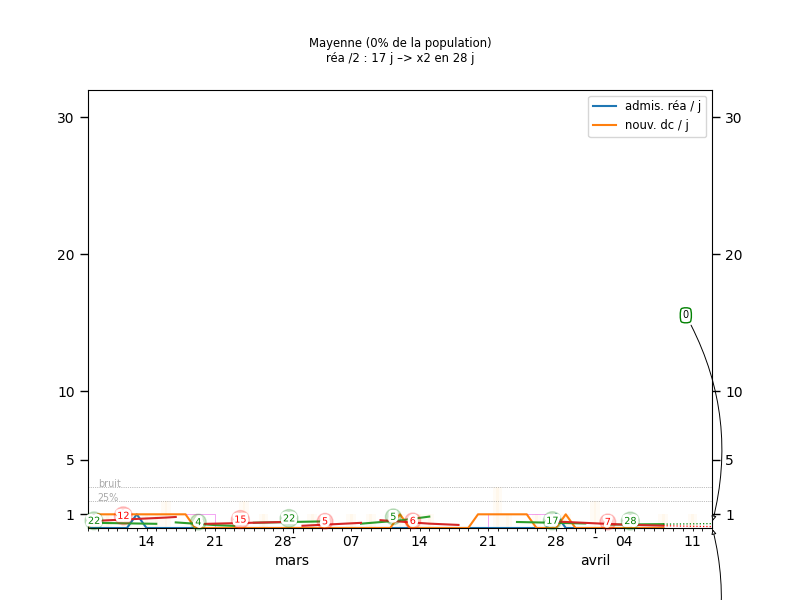 Mayenne (0% de la population)
réa /2 : 17 j –> x2 en 28 j
admis. réa / j
nouv. dc / j
30 30
20 20
0
10 10
5 5
bruit
25%
1 22 12 4 15 22 5 5 6 17 7 28 1
14 21 28 - 07 14 21 28 - 04 11
mars avril